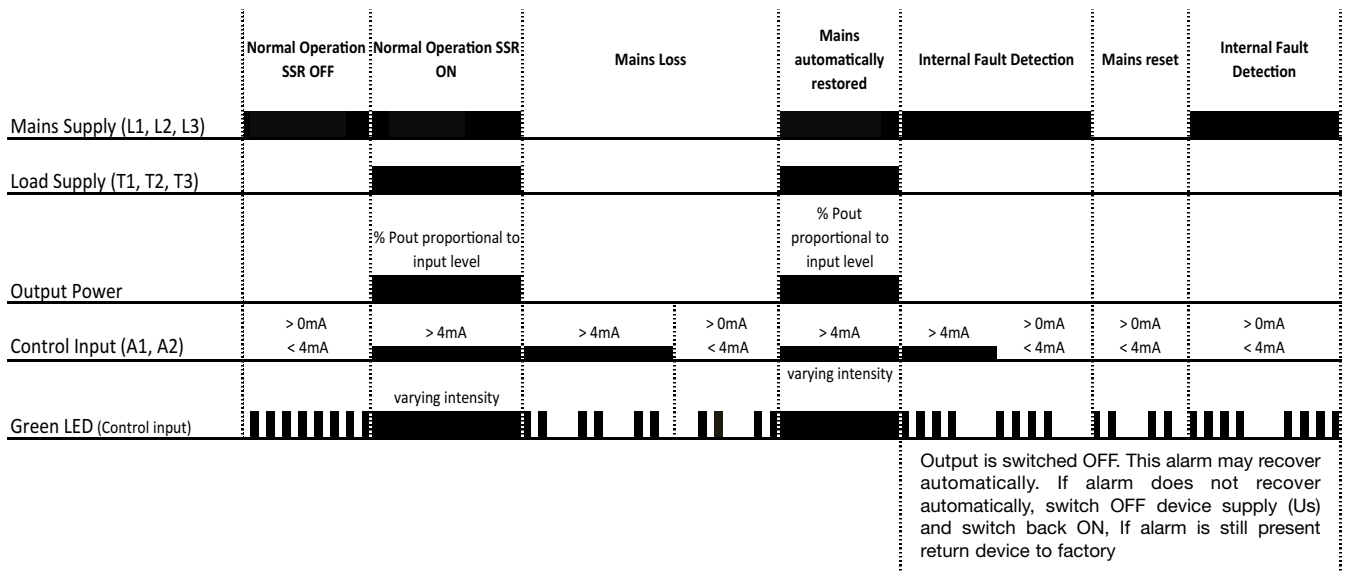 Normal Operation SSR OFF
Normal Operation SSR ON
Mains Loss
Mains automatically restored
Internal Fault Detection
Mains reset
Internal Fault Detection
Mains Supply (L1, L2, L3)
Load Supply (T1, T2, T3)
% Pout proportional to input level
% Pout proportional to input level
Output Power
Control Input (A1, A2)
> 0mA < 4mA
> 4mA
> 4mA
> 0mA < 4mA
> 4mA
> 4mA
> 0mA < 4mA
> 0mA < 4mA
> 0mA < 4mA
varying intensity
varying intensity
Green LED (Control input)
Output is switched OFF. This alarm may recover
automatically. If alarm does not recover
automatically, switch OFF device supply (Us)
and switch back ON, If alarm is still present
return device to factory